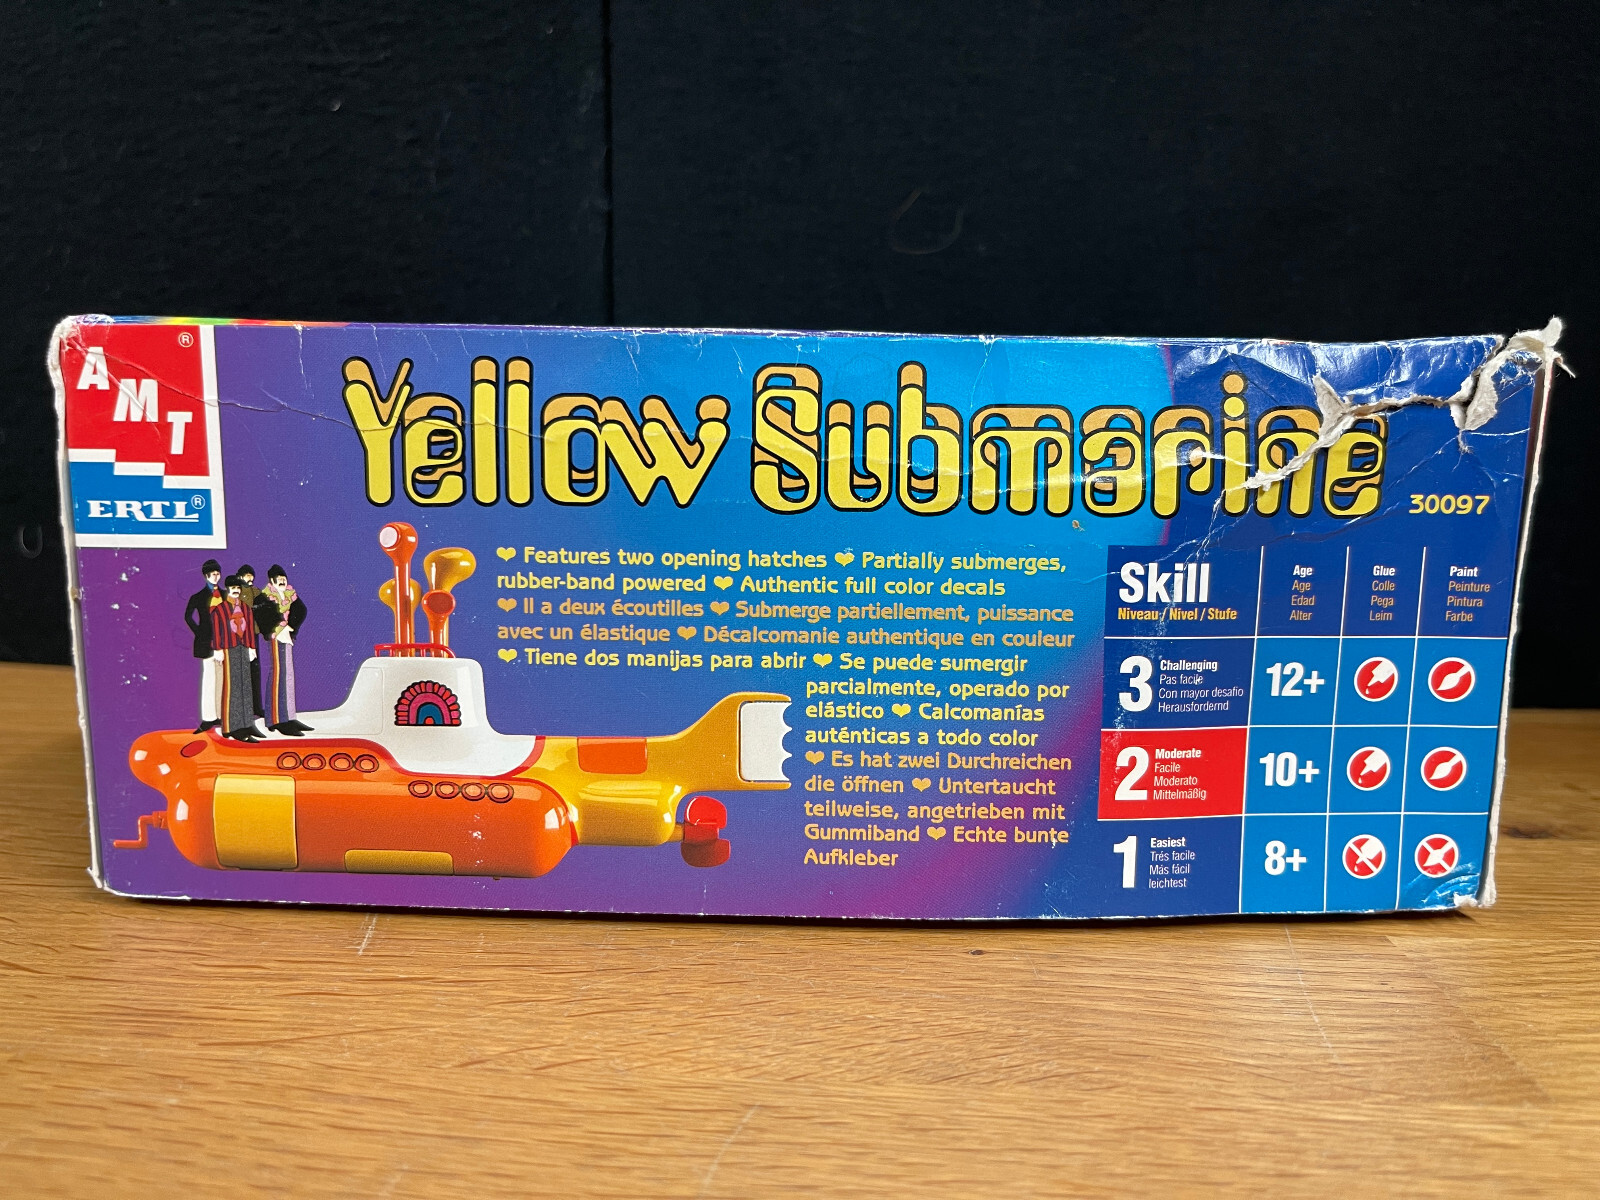 AMT®
ERTL®
Yellow Submarine
30097
❤ Features two opening hatches ❤ Partially submerges,
rubber-band powered ❤ Authentic full color decals
❤ Il a deux écoutilles ❤ Submerge partiellement, puissance
avec un élastique ❤ Décalcomanie authentique en couleur
❤ Tiene dos manijas para abrir ❤ Se puede sumergir
parcialmente, operado por
elástico ❤ Calcomanías
auténticas a todo color
❤ Es hat zwei Durchreichen
die öffnen ❤ Untertaucht
teilweise, angetrieben mit
Gummiband ❤ Echte bunte
Aufkleber
Skill
Niveau / Nivel / Stufe
Age
Age
Edad
Alter
Glue
Colle
Pega
Leim
Paint
Peinture
Pintura
Farbe
3
Challenging
Pas facile
Con mayor desafio
Herausfordernd
12+
2
Moderate
Facile
Moderato
Mittelmäßig
10+
1
Easiest
Trés facile
Más fácil
leichtest
8+